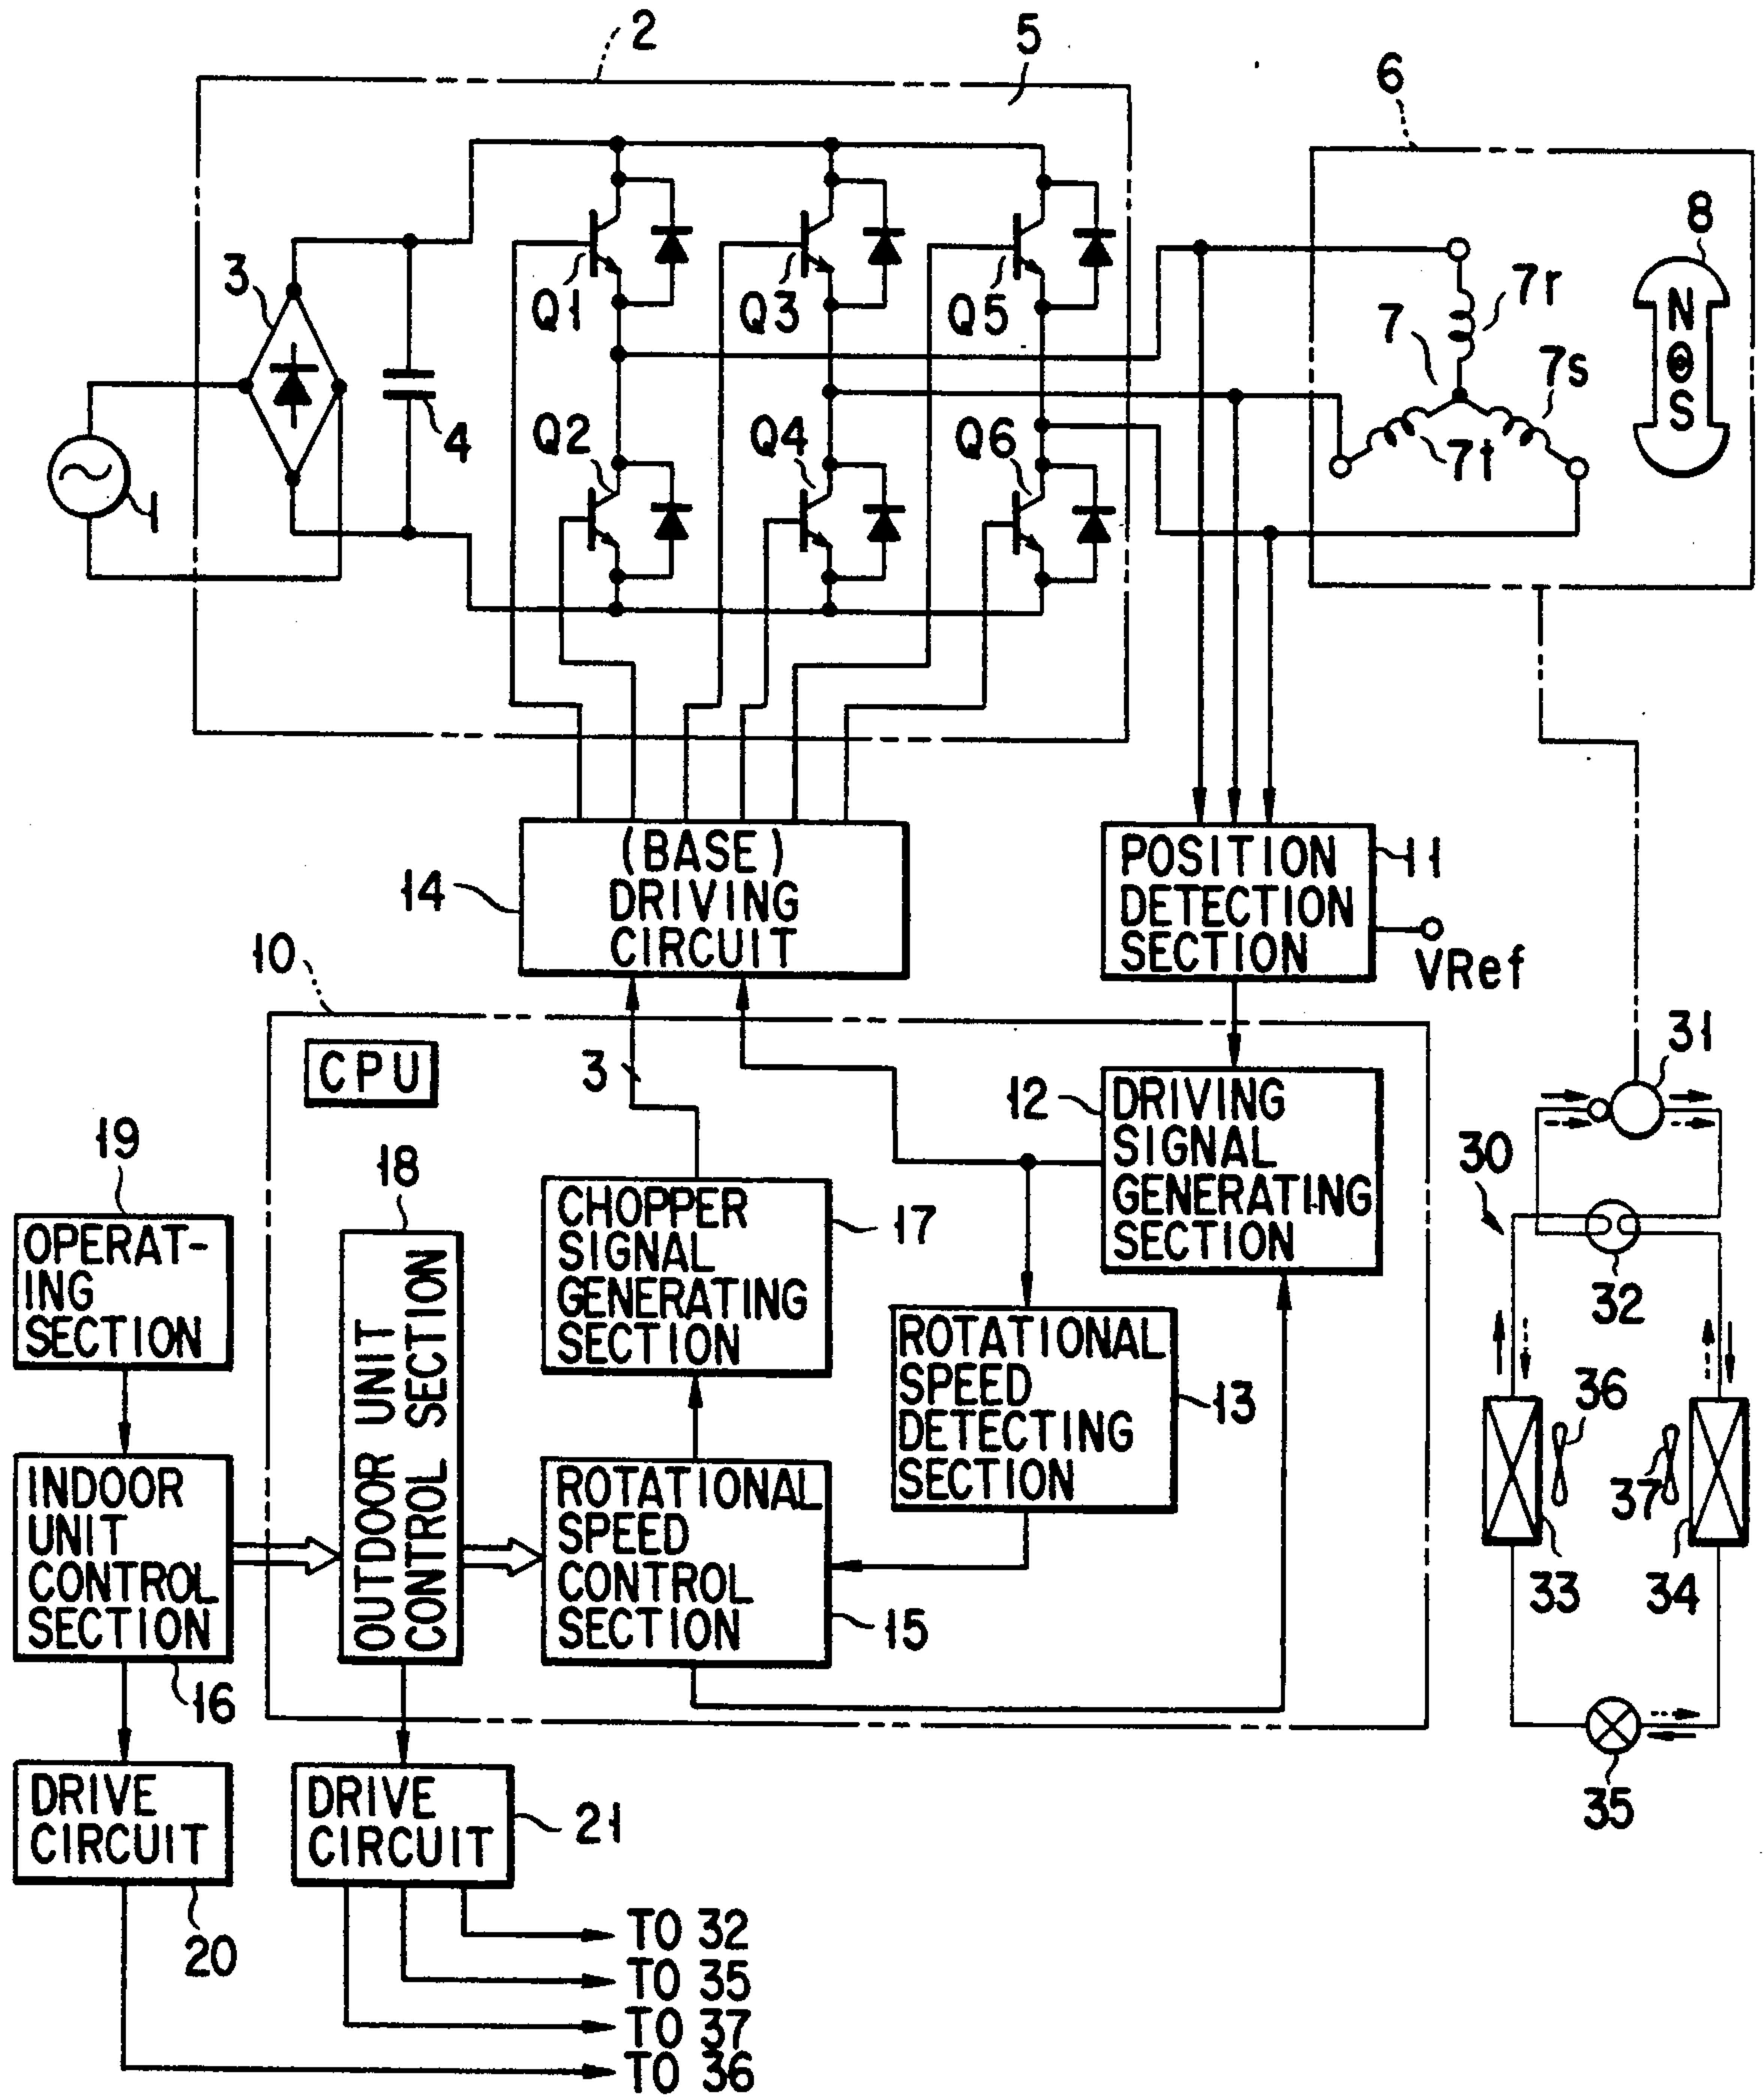 2
5
6
8
3
Q1
Q3
Q5
7r
7
N
7s
S
4
Q2
Q4
Q6
7t
1
(BASE)
DRIVING
CIRCUIT
14
POSITION
DETECTION
SECTION
11
VRef
10
CPU
3
31
12
DRIVING
SIGNAL
GENERATING
SECTION
30
19
18
OPERAT-
ING
SECTION
CHOPPER
SIGNAL
GENERATING
SECTION
17
32
OUTDOOR UNIT
CONTROL SECTION
ROTATIONAL
SPEED
DETECTING
SECTION
13
36
37
INDOOR
UNIT
CONTROL
SECTION
ROTATIONAL
SPEED
CONTROL
SECTION
33
34
15
16
35
DRIVE
CIRCUIT
DRIVE
CIRCUIT
21
20
TO 32
TO 35
TO 37
TO 36